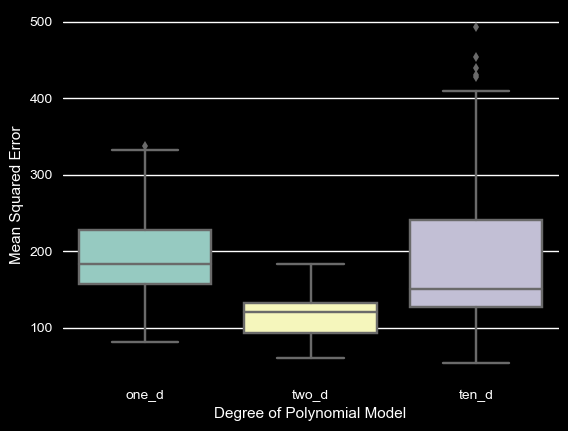 500
400
300
200
100
Mean Squared Error
one_d two_d ten_d
Degree of Polynomial Model